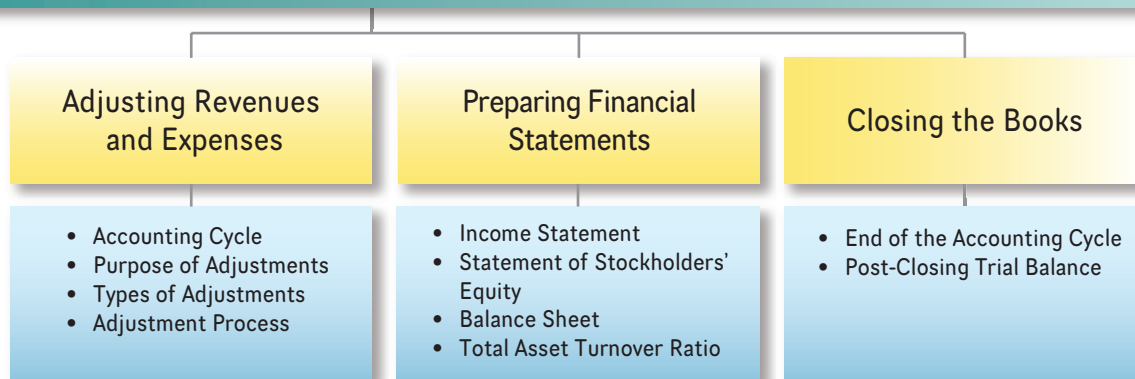 Adjusting Revenues
and Expenses
• Accounting Cycle
• Purpose of Adjustments
• Types of Adjustments
• Adjustment Process
Preparing Financial
Statements
• Income Statement
• Statement of Stockholders'
Equity
• Balance Sheet
• Total Asset Turnover Ratio
Closing the Books
• End of the Accounting Cycle
• Post-Closing Trial Balance